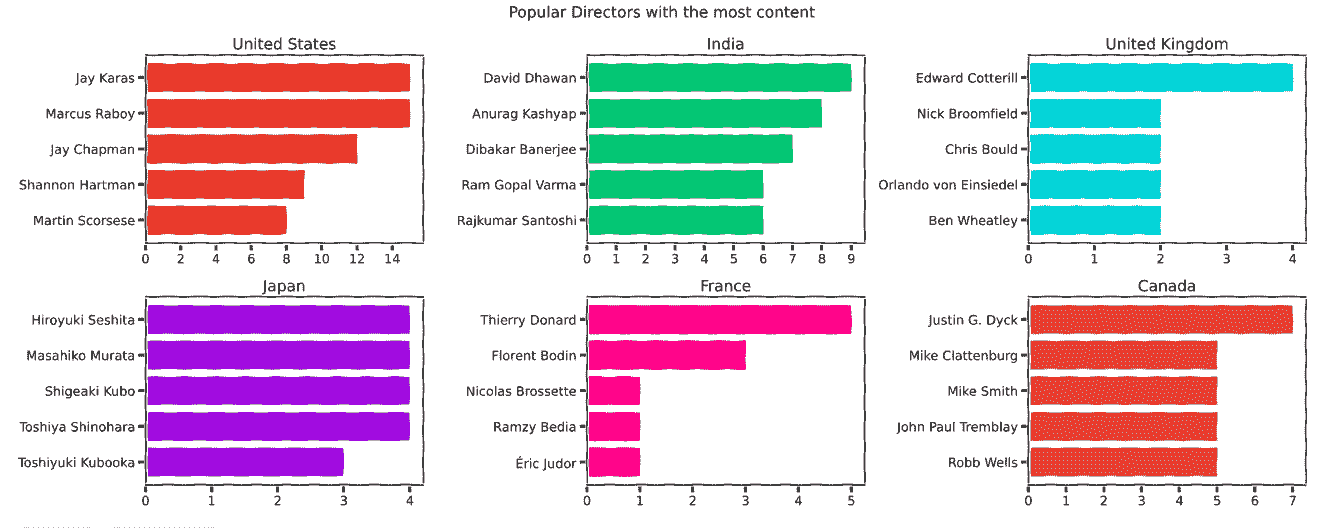 Popular Directors with the most content
United States
Jay Karas
Marcus Raboy
Jay Chapman
Shannon Hartman
Martin Scorsese
0 2 4 6 8 10 12 14
India
David Dhawan
Anurag Kashyap
Dibakar Banerjee
Ram Gopal Varma
Rajkumar Santoshi
0 1 2 3 4 5 6 7 8 9
United Kingdom
Edward Cotterill
Nick Broomfield
Chris Bould
Orlando von Einsiedel
Ben Wheatley
0 1 2 3 4
Japan
Hiroyuki Seshita
Masahiko Murata
Shigeaki Kubo
Toshiya Shinohara
Toshiyuki Kubooka
0 1 2 3 4
France
Thierry Donard
Florent Bodin
Nicolas Brossette
Ramzy Bedia
Éric Judor
0 1 2 3 4 5
Canada
Justin G. Dyck
Mike Clattenburg
Mike Smith
John Paul Tremblay
Robb Wells
0 1 2 3 4 5 6 7